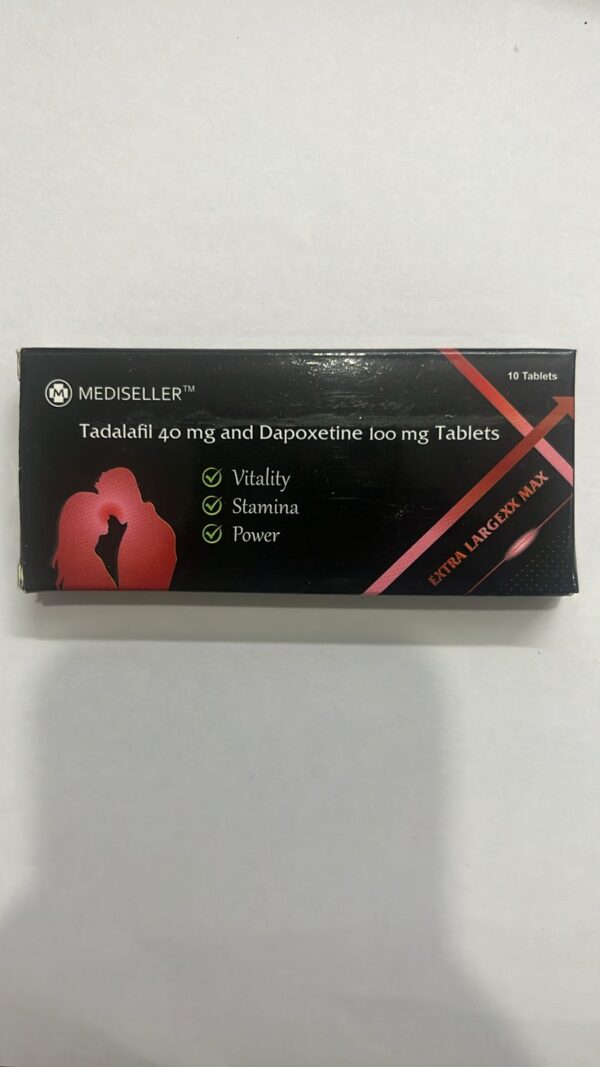 M MEDISELLER™
10 Tablets
Tadalafil 40 mg and Dapoxetine 100 mg Tablets
Vitality
Stamina
Power
EXTRA LARGEXX MAX